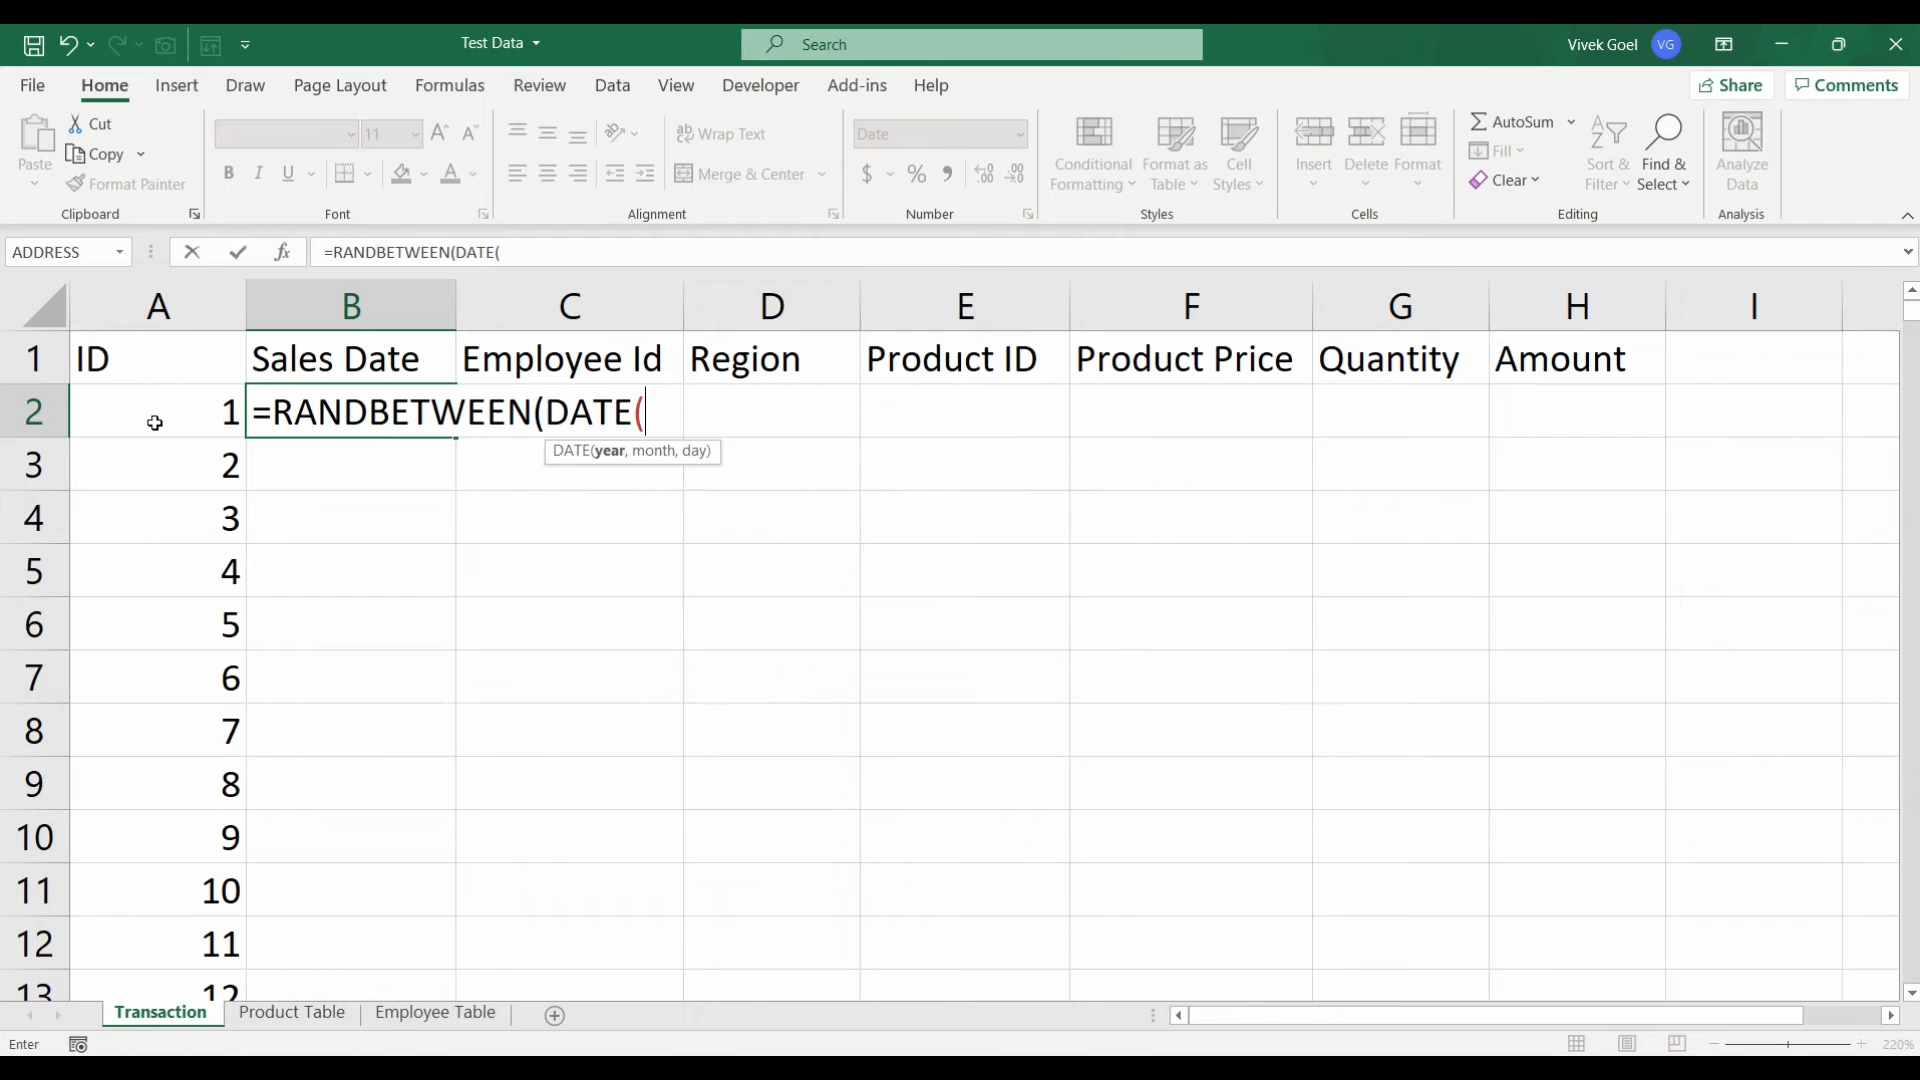 Test Data
Search
Vivek Goel VG
File Home Insert Draw Page Layout Formulas Review Data View Developer Add-ins Help
Share Comments
Paste
Cut
Copy
Format Painter
Clipboard
11
A A
B I U A
Font
ab Wrap Text
Merge & Center
Alignment
Date
$ % ,
Number
Conditional Formatting
Format as Table
Cell Styles
Styles
Insert Delete Format
Cells
AutoSum
Fill
Clear
Sort & Filter
Find & Select
Editing
Analyze Data
Analysis
ADDRESS fx =RANDBETWEEN(DATE(
A B C D E F G H I
1 ID Sales Date Employee Id Region Product ID Product Price Quantity Amount
2 1 =RANDBETWEEN(DATE(
DATE(year, month, day)
3 2
4 3
5 4
6 5
7 6
8 7
9 8
10 9
11 10
12 11
13 12
Transaction Product Table Employee Table
Enter
220%